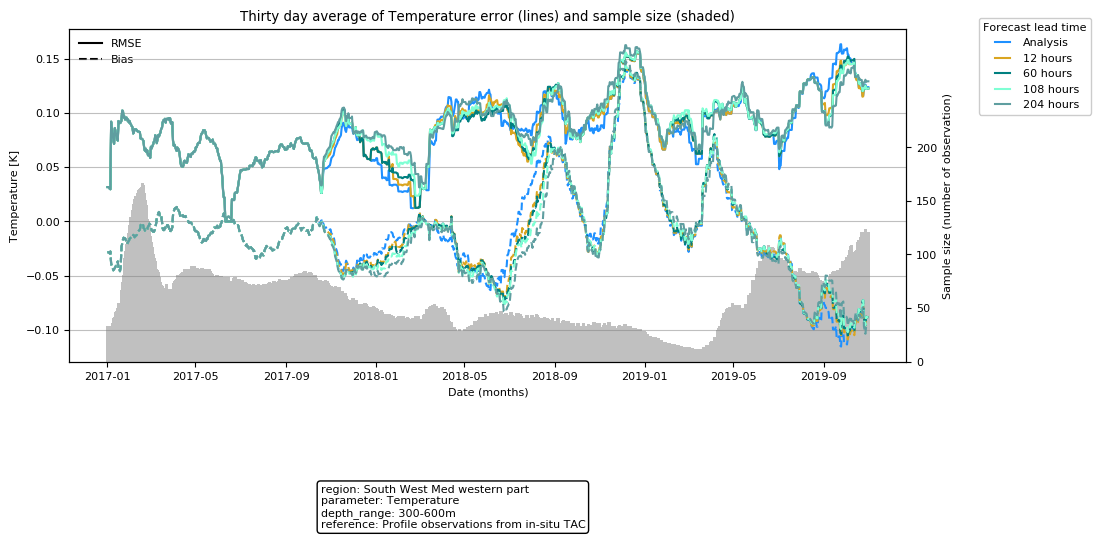 Thirty day average of Temperature error (lines) and sample size (shaded)
RMSE
Bias
Forecast lead time
Analysis
12 hours
60 hours
108 hours
204 hours
Temperature [K]
0.15
0.10
0.05
0.00
−0.05
−0.10
Sample size (number of observation)
200
150
100
50
0
2017-01 2017-05 2017-09 2018-01 2018-05 2018-09 2019-01 2019-05 2019-09
Date (months)
region: South West Med western part
parameter: Temperature
depth_range: 300-600m
reference: Profile observations from in-situ TAC